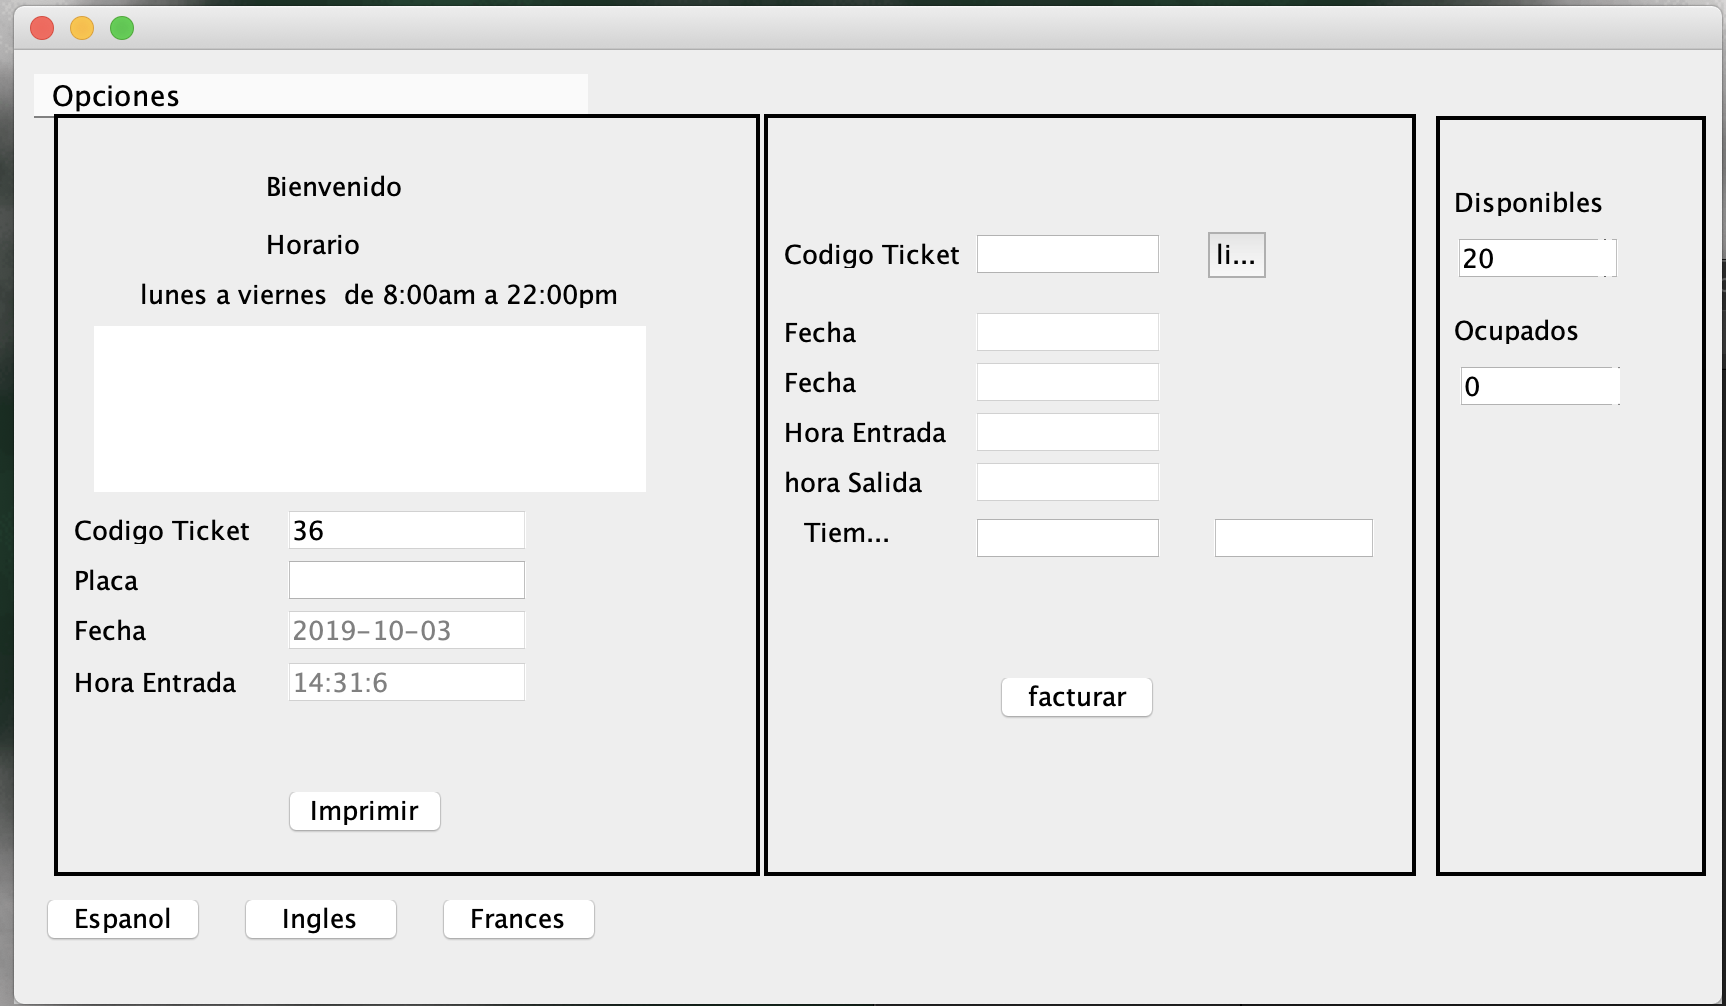 Opciones
Bienvenido
Horario
lunes a viernes de 8:00am a 22:00pm
Codigo Ticket 36
Placa
Fecha 2019-10-03
Hora Entrada 14:31:6
Imprimir
Codigo Ticket li...
Fecha
Fecha
Hora Entrada
hora Salida
Tiem...
facturar
Disponibles
20
Ocupados
0
Espanol Ingles Frances